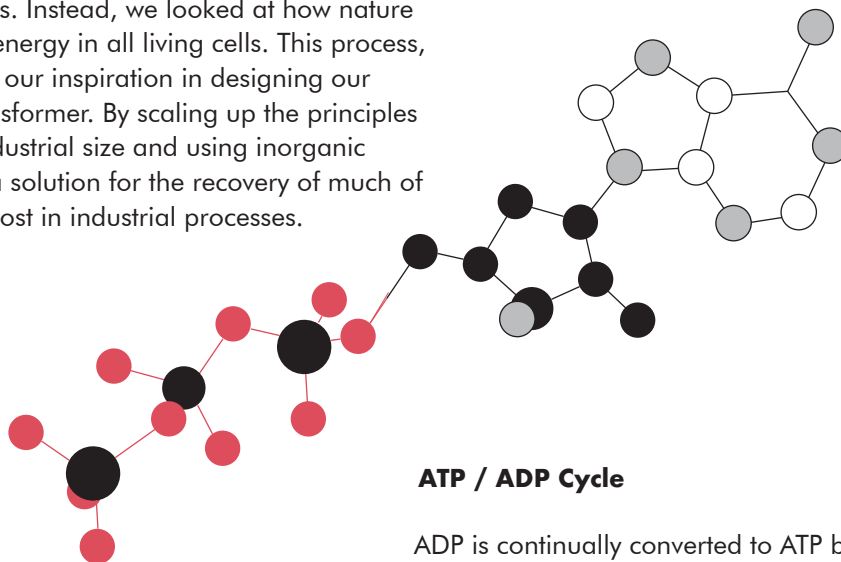 s. Instead, we looked at how nature
energy in all living cells. This process,
our inspiration in designing our
sformer. By scaling up the principles
dustrial size and using inorganic
a solution for the recovery of much of
ost in industrial processes.
ATP / ADP Cycle
ADP is continually converted to ATP b